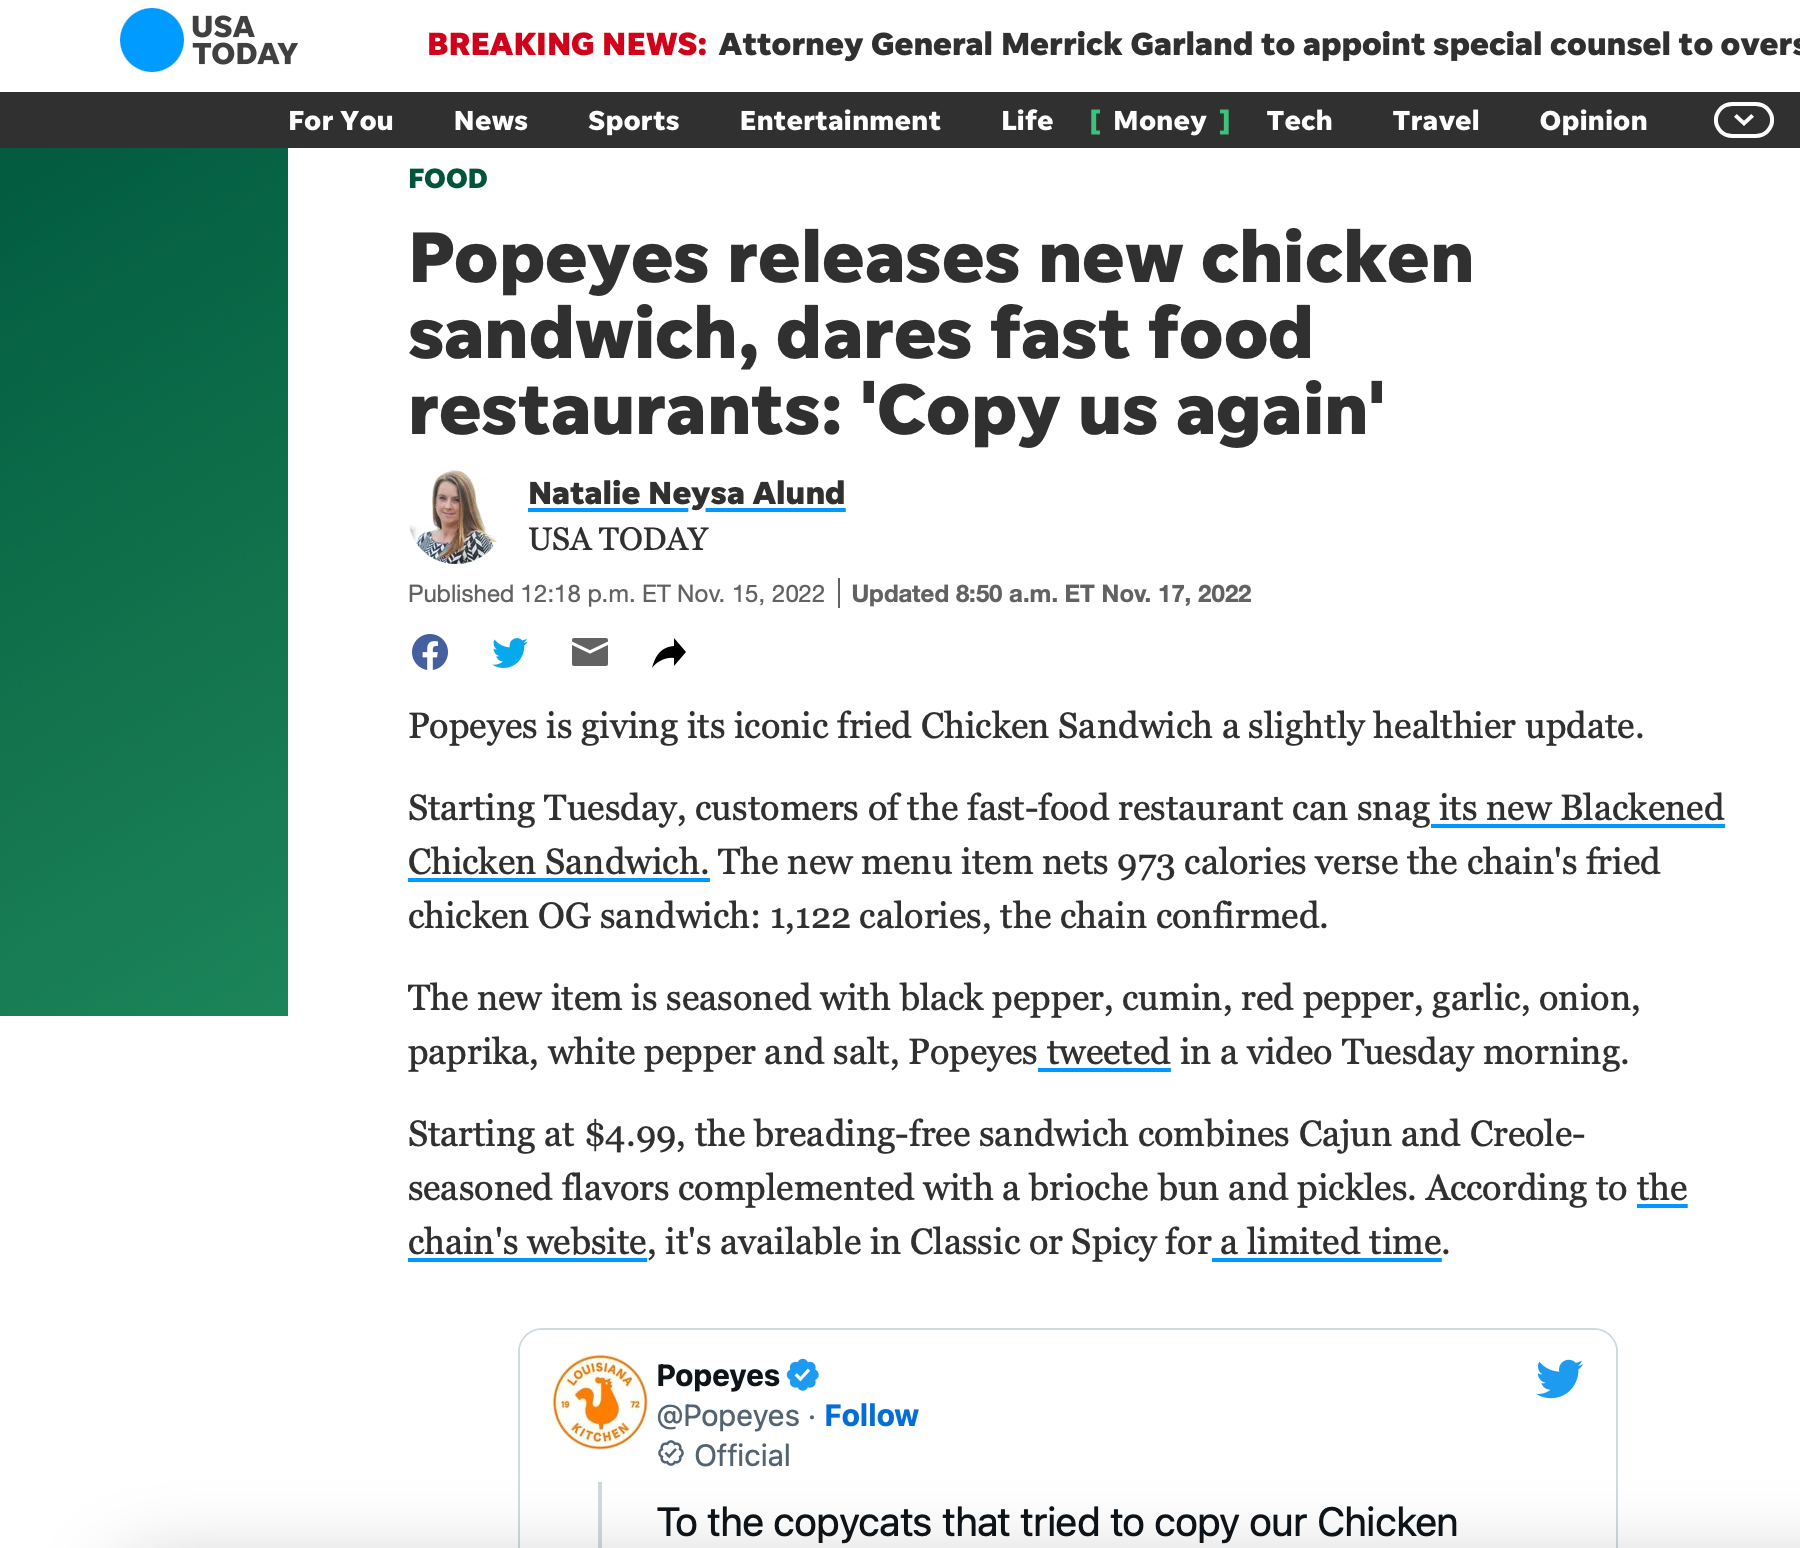 USA
TODAY
BREAKING NEWS: Attorney General Merrick Garland to appoint special counsel to overs
For You News Sports Entertainment Life [ Money ] Tech Travel Opinion
FOOD
Popeyes releases new chicken
sandwich, dares fast food
restaurants: 'Copy us again'
Natalie Neysa Alund
USA TODAY
Published 12:18 p.m. ET Nov. 15, 2022 | Updated 8:50 a.m. ET Nov. 17, 2022
Popeyes is giving its iconic fried Chicken Sandwich a slightly healthier update.
Starting Tuesday, customers of the fast-food restaurant can snag its new Blackened
Chicken Sandwich. The new menu item nets 973 calories verse the chain's fried
chicken OG sandwich: 1,122 calories, the chain confirmed.
The new item is seasoned with black pepper, cumin, red pepper, garlic, onion,
paprika, white pepper and salt, Popeyes tweeted in a video Tuesday morning.
Starting at $4.99, the breading-free sandwich combines Cajun and Creole-
seasoned flavors complemented with a brioche bun and pickles. According to the
chain's website, it's available in Classic or Spicy for a limited time.
LOUISIANA
19 72
KITCHEN
Popeyes
@Popeyes · Follow
Official
To the copycats that tried to copy our Chicken